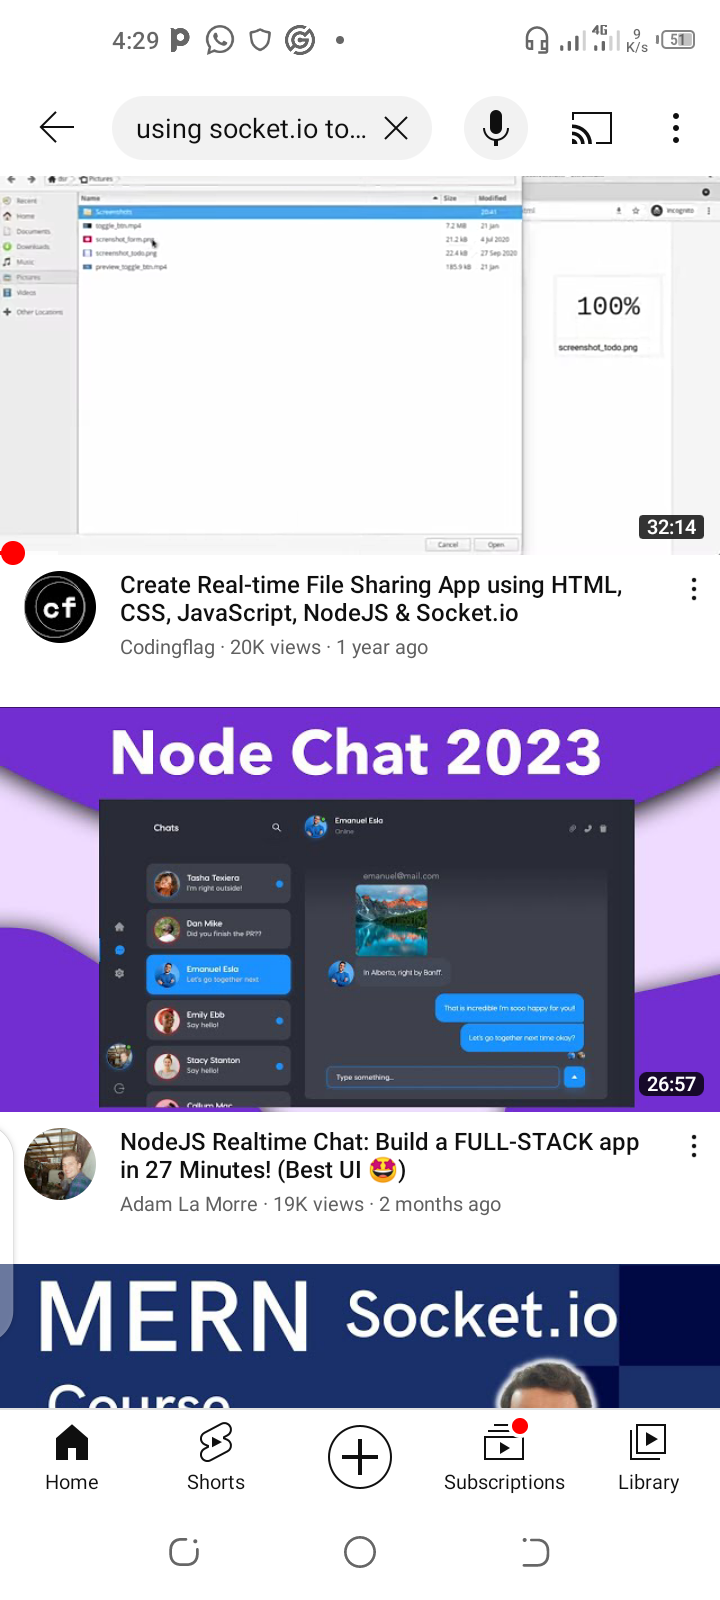 4:29
4G
9
K/s
51
using socket.io to...
Pictures
Name
Size
Modified
Recent
Home
Documents
Downloads
Music
Pictures
Videos
Other Locations
Screenshots
20:41
toggle_btn.mp4
7.2 MB
21 Jan
screnshot_form.png
21.2 kB
4 Jul 2020
screenshot_todo.png
22.4 kB
27 Sep 2020
preview_toggle_btn.mp4
185.9 kB
21 Jan
Incognito
100%
screenshot_todo.png
Cancel
Open
32:14
cf
Create Real-time File Sharing App using HTML,
CSS, JavaScript, NodeJS & Socket.io
Codingflag · 20K views · 1 year ago
Node Chat 2023
Chats
Emanuel Esla
Online
Tasha Texiera
I'm right outside!
Dan Mike
Did you finish the PR??
Emanuel Esla
Let's go together next
Emily Ebb
Say hello!
Stacy Stanton
Say hello!
Callum Mac
emanuel@mail.com
In Alberta, right by Banff.
That is incredible I'm sooo happy for you!!
Let's go together next time okay?
Type something...
26:57
NodeJS Realtime Chat: Build a FULL-STACK app
in 27 Minutes! (Best UI 🤩)
Adam La Morre · 19K views · 2 months ago
MERN Socket.io
Course
Home
Shorts
Subscriptions
Library